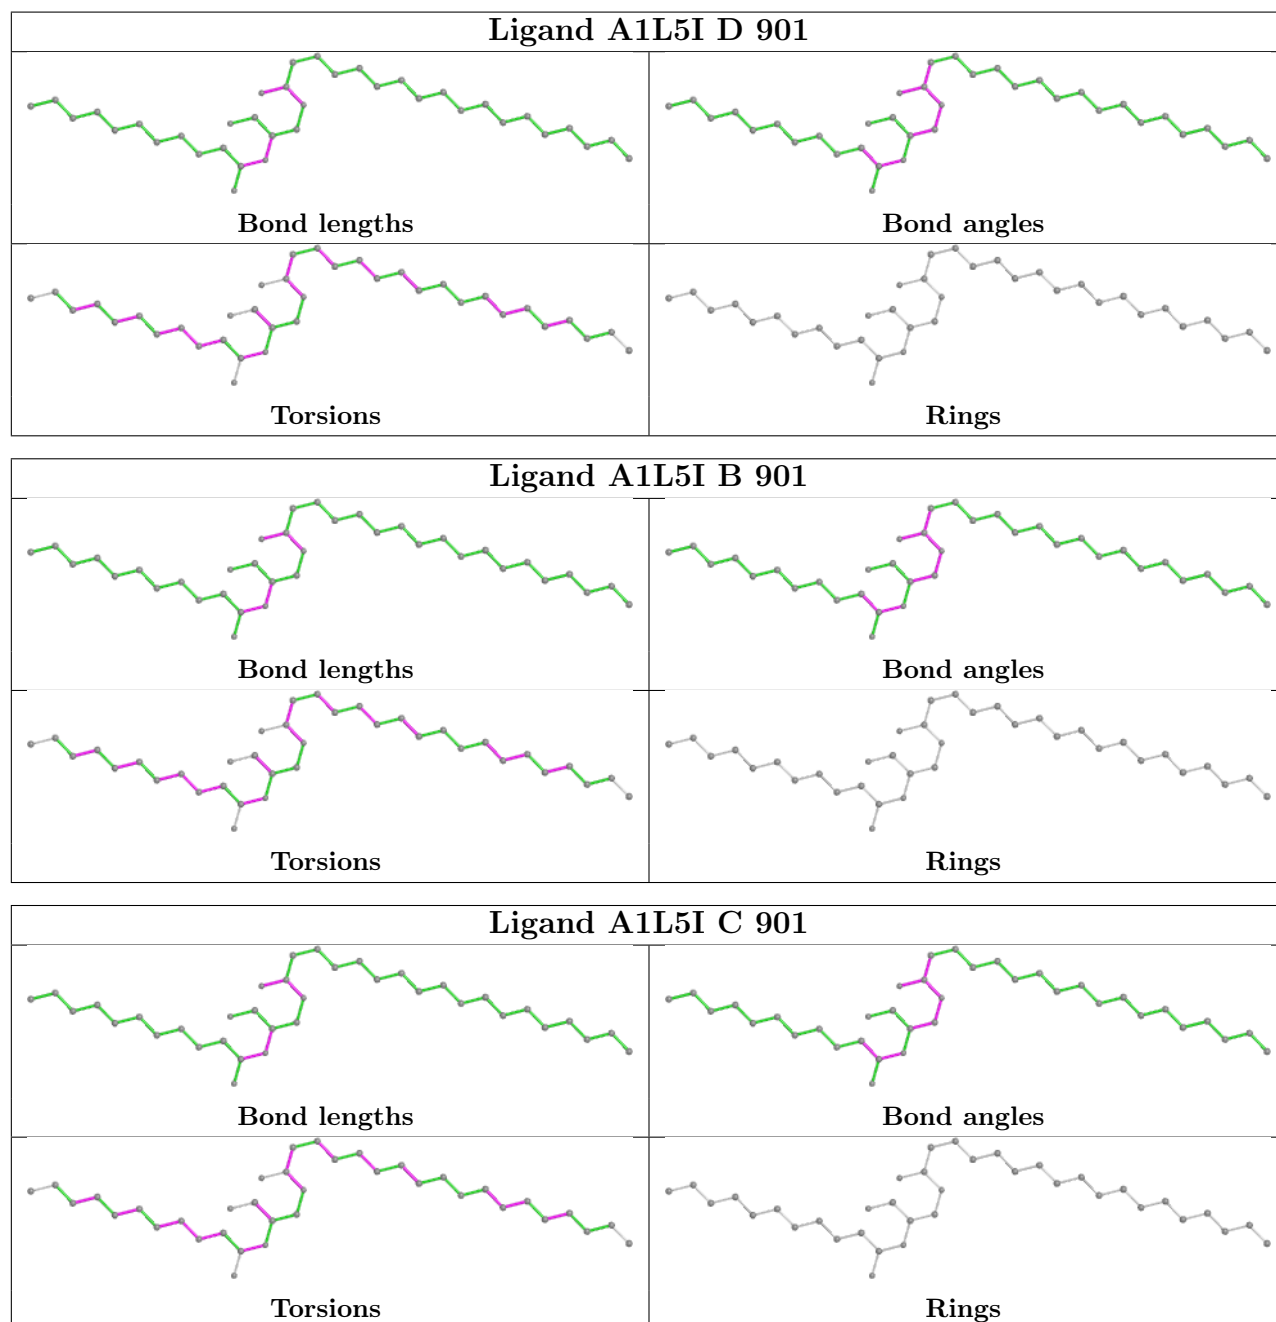 Ligand A1L5I D 901
Bond lengths
Bond angles
Torsions
Rings
Ligand A1L5I B 901
Bond lengths
Bond angles
Torsions
Rings
Ligand A1L5I C 901
Bond lengths
Bond angles
Torsions
Rings